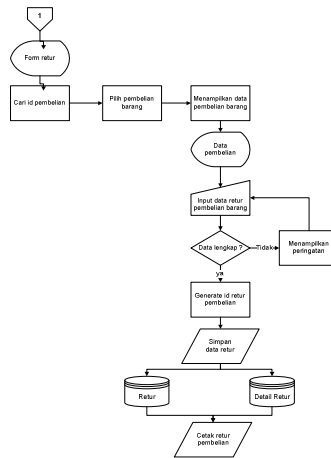 1
Form retur
Cari id pembelian
Pilih pembelian
barang
Menampilkan data
pembelian barang
Data
pembelian
Input data retur
pembelian barang
Data lengkap ?
Tidak
Menampilkan
peringatan
ya
Generate id retur
pembelian
Simpan
data retur
Retur
Detail Retur
Cetak retur
pembelian